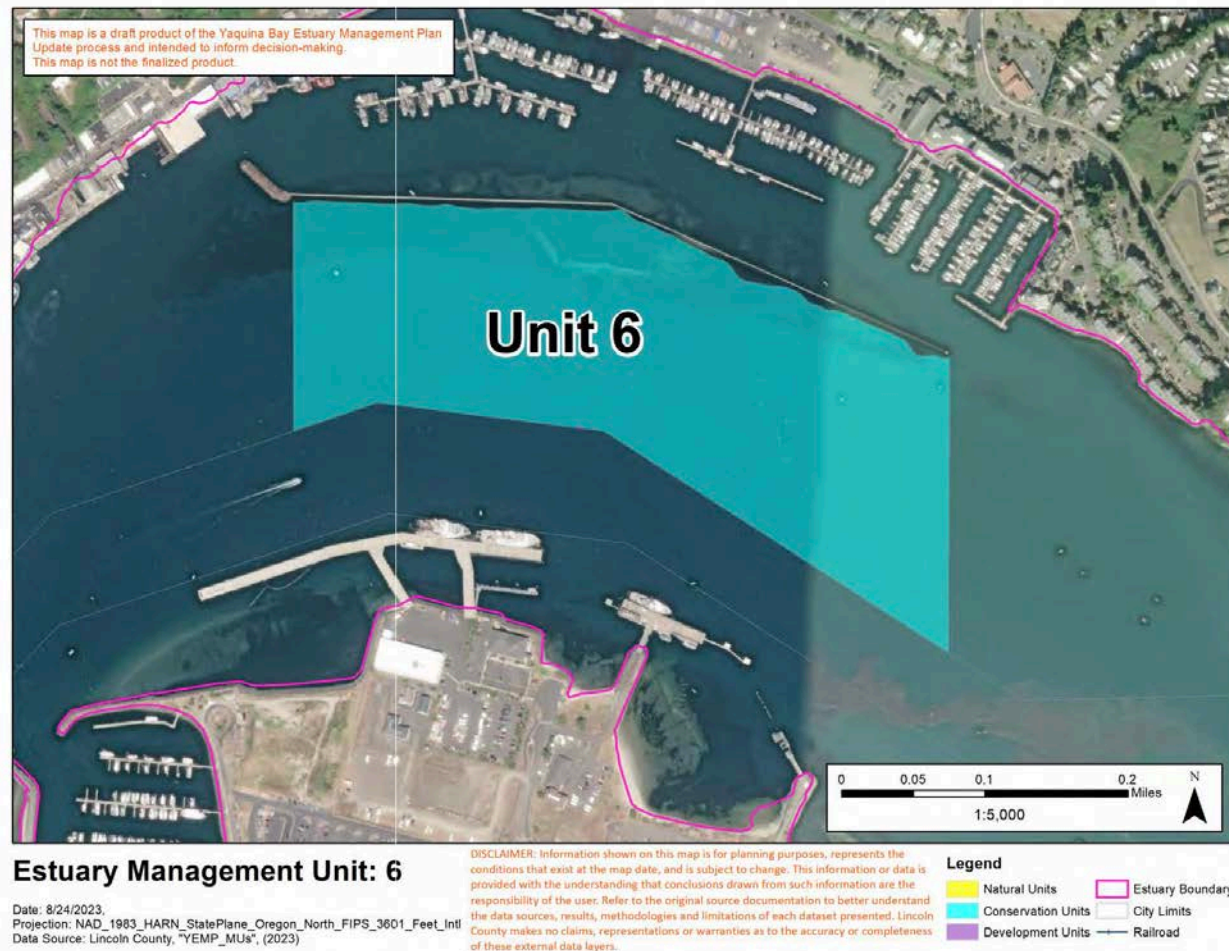 This map is a draft product of the Yaquina Bay Estuary Management Plan
Update process and intended to inform decision-making.
This map is not the finalized product.
Unit 6
0 0.05 0.1 0.2
Miles
1:5,000
N
Estuary Management Unit: 6
Date: 8/24/2023,
Projection: NAD_1983_HARN_StatePlane_Oregon_North_FIPS_3601_Feet_Intl
Data Source: Lincoln County, "YEMP_MUs", (2023)
DISCLAIMER: Information shown on this map is for planning purposes, represents the
conditions that exist at the map date, and is subject to change. This information or data is
provided with the understanding that conclusions drawn from such information are the
responsibility of the user. Refer to the original source documentation to better understand
the data sources, results, methodologies and limitations of each dataset presented. Lincoln
County makes no claims, representations or warranties as to the accuracy or completeness
of these external data layers.
Legend
Natural Units
Conservation Units
Development Units
Estuary Boundary
City Limits
Railroad